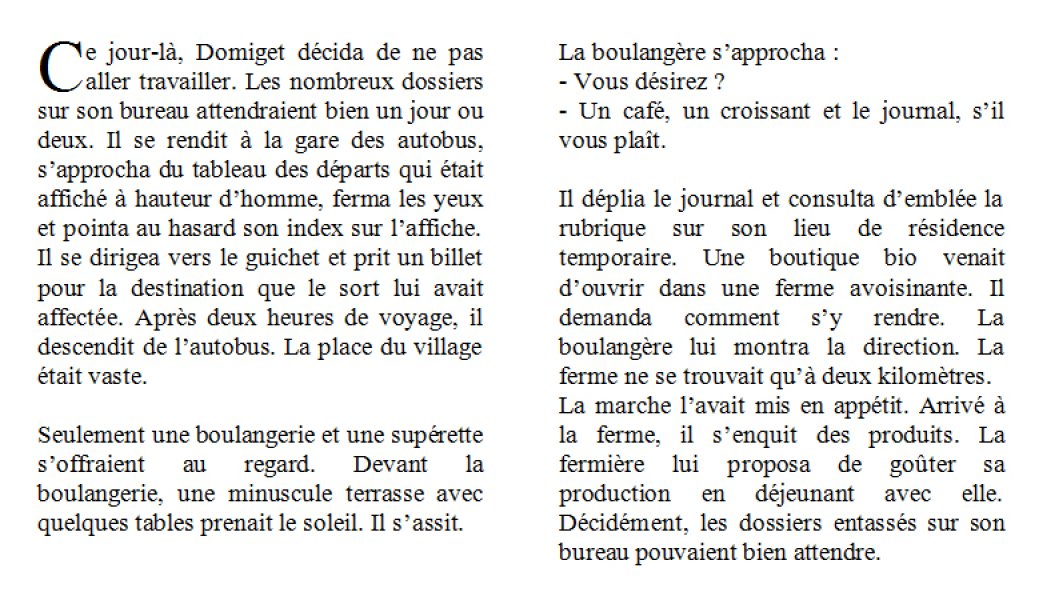 Ce jour-là, Domiget décida de ne pas
aller travailler. Les nombreux dossiers
sur son bureau attendraient bien un jour ou
deux. Il se rendit à la gare des autobus,
s’approcha du tableau des départs qui était
affiché à hauteur d’homme, ferma les yeux
et pointa au hasard son index sur l’affiche.
Il se dirigea vers le guichet et prit un billet
pour la destination que le sort lui avait
affectée. Après deux heures de voyage, il
descendit de l’autobus. La place du village
était vaste.
Seulement une boulangerie et une supérette
s’offraient au regard. Devant la
boulangerie, une minuscule terrasse avec
quelques tables prenait le soleil. Il s’assit.
La boulangère s’approcha :
- Vous désirez ?
- Un café, un croissant et le journal, s’il
vous plaît.
Il déplia le journal et consulta d’emblée la
rubrique sur son lieu de résidence
temporaire. Une boutique bio venait
d’ouvrir dans une ferme avoisinante. Il
demanda comment s’y rendre. La
boulangère lui montra la direction. La
ferme ne se trouvait qu’à deux kilomètres.
La marche l’avait mis en appétit. Arrivé à
la ferme, il s’enquit des produits. La
fermière lui proposa de goûter sa
production en déjeunant avec elle.
Décidément, les dossiers entassés sur son
bureau pouvaient bien attendre.